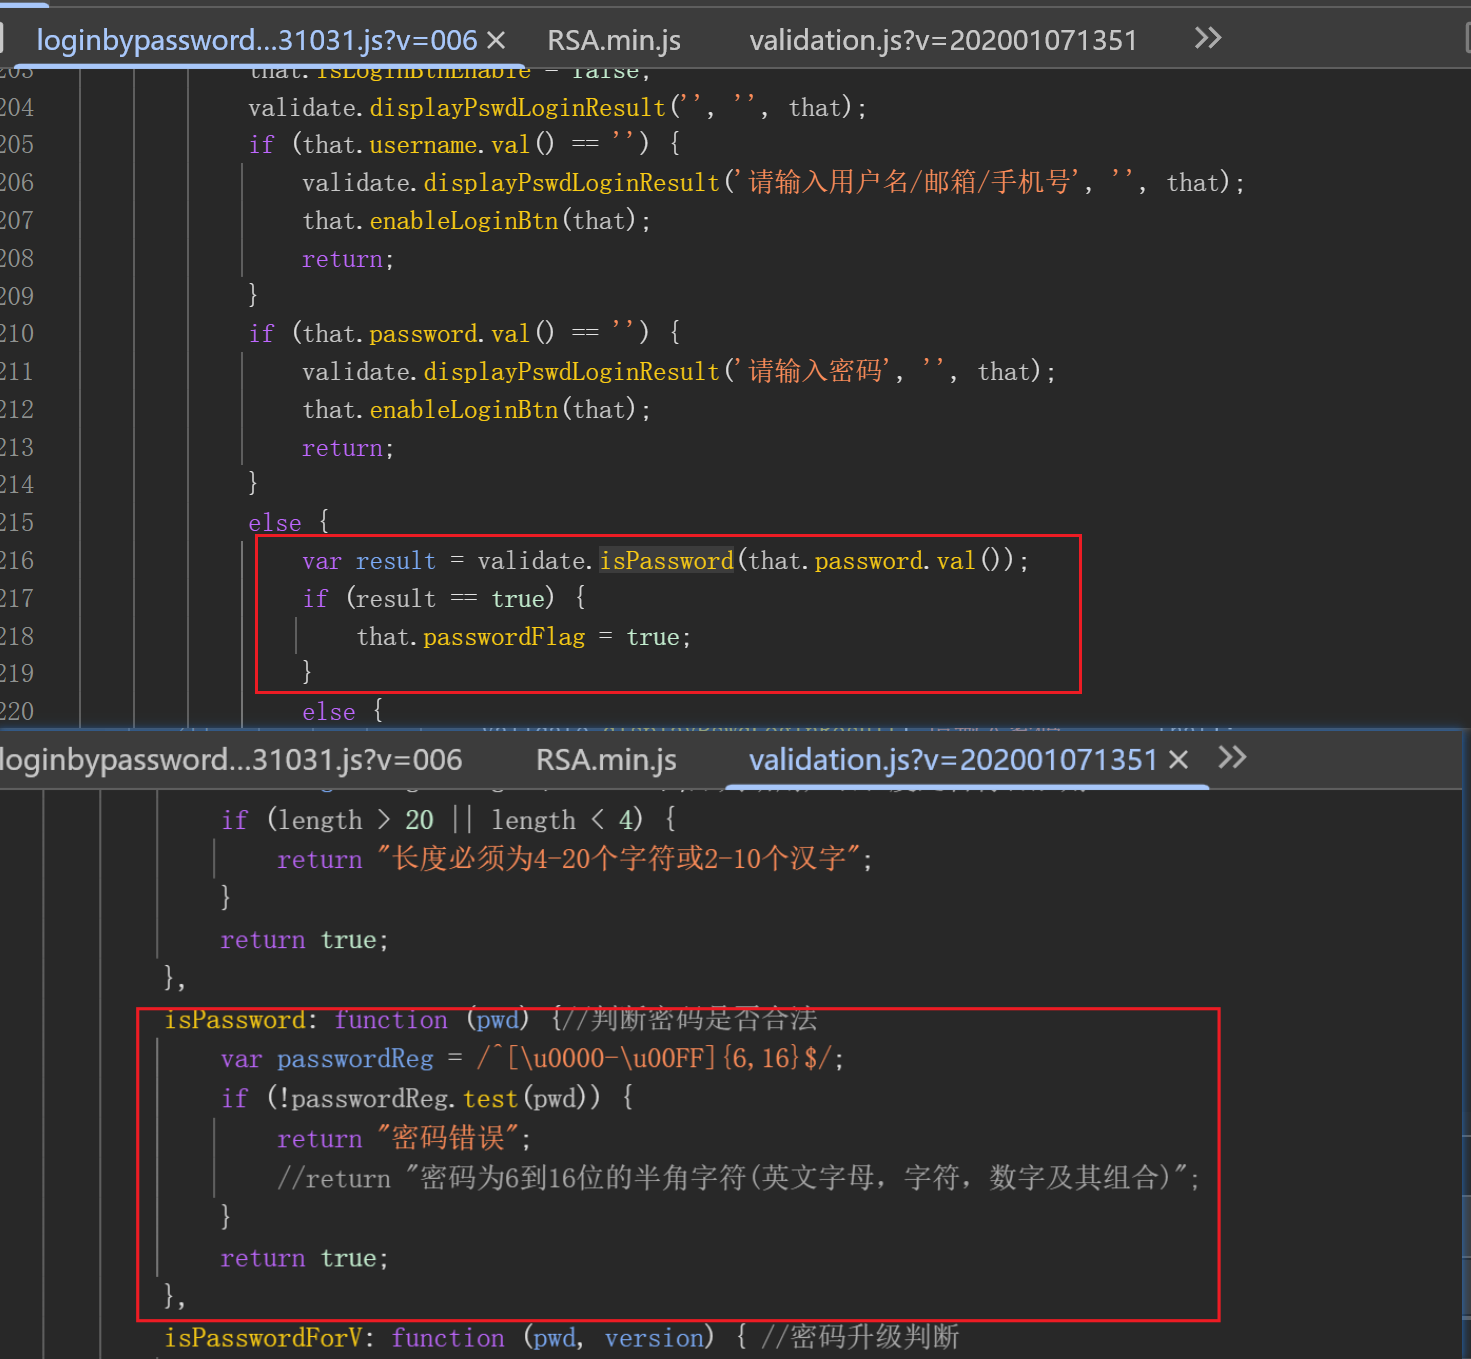 loginbypassword...31031.js?v=006 × RSA.min.js validation.js?v=202001071351 >>
203 that.isLoginBtnEnable = false;
204 validate.displayPswdLoginResult('', '', that);
205 if (that.username.val() == '') {
206 validate.displayPswdLoginResult('请输入用户名/邮箱/手机号', '', that);
207 that.enableLoginBtn(that);
208 return;
209 }
210 if (that.password.val() == '') {
211 validate.displayPswdLoginResult('请输入密码', '', that);
212 that.enableLoginBtn(that);
213 return;
214 }
215 else {
216 var result = validate.isPassword(that.password.val());
217 if (result == true) {
218 that.passwordFlag = true;
219 }
220 else {
loginbypassword...31031.js?v=006 RSA.min.js validation.js?v=202001071351 × >>
if (length > 20 || length < 4) {
return "长度必须为4-20个字符或2-10个汉字";
}
return true;
},
isPassword: function (pwd) {//判断密码是否合法
var passwordReg = /^[\u0000-\u00FF]{6,16}$/;
if (!passwordReg.test(pwd)) {
return "密码错误";
//return "密码为6到16位的半角字符(英文字母，字符，数字及其组合)";
}
return true;
},
isPasswordForV: function (pwd, version) { //密码升级判断